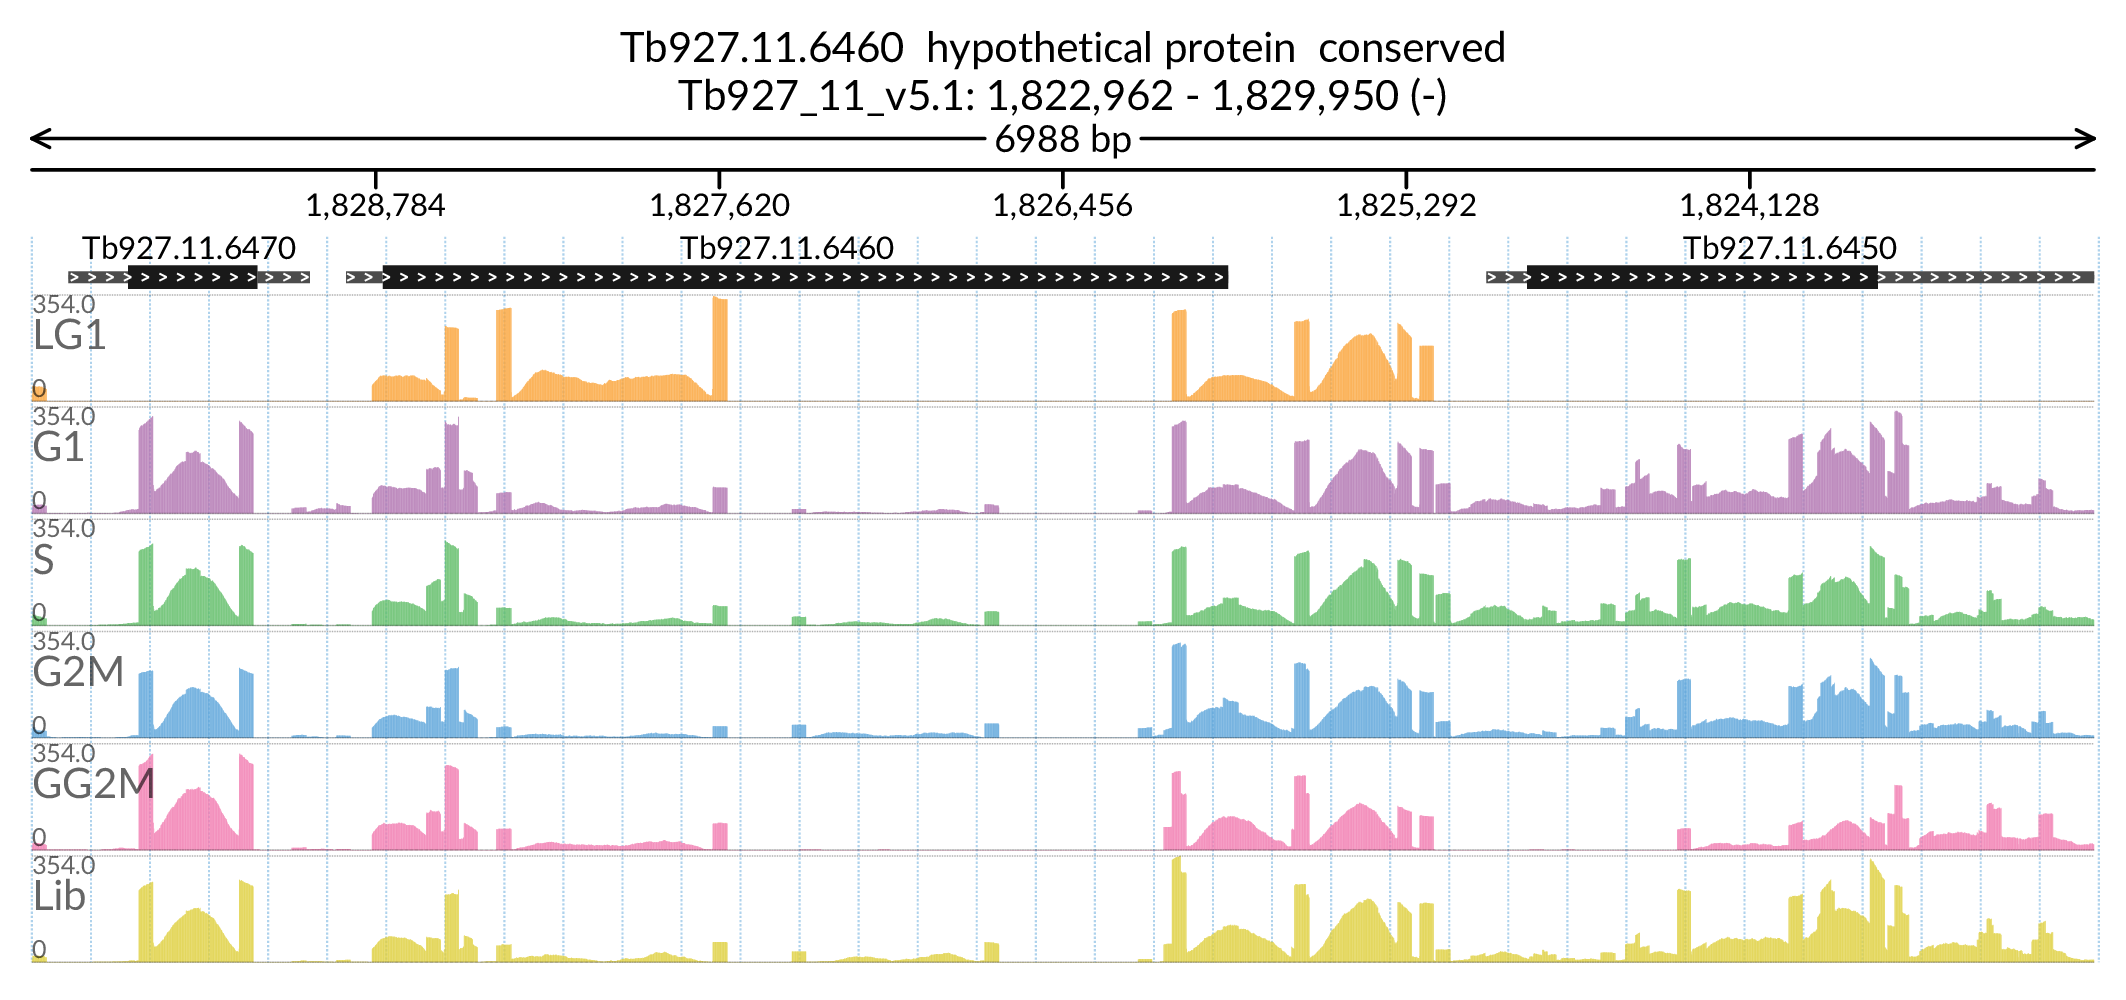 Tb927.11.6460 hypothetical protein conserved
Tb927_11_v5.1: 1,822,962 - 1,829,950 (-)
6988 bp
1,828,784 1,827,620 1,826,456 1,825,292 1,824,128
Tb927.11.6470 Tb927.11.6460 Tb927.11.6450
354.0
LG1
0
354.0
G1
0
354.0
S
0
354.0
G2M
0
354.0
GG2M
0
354.0
Lib
0